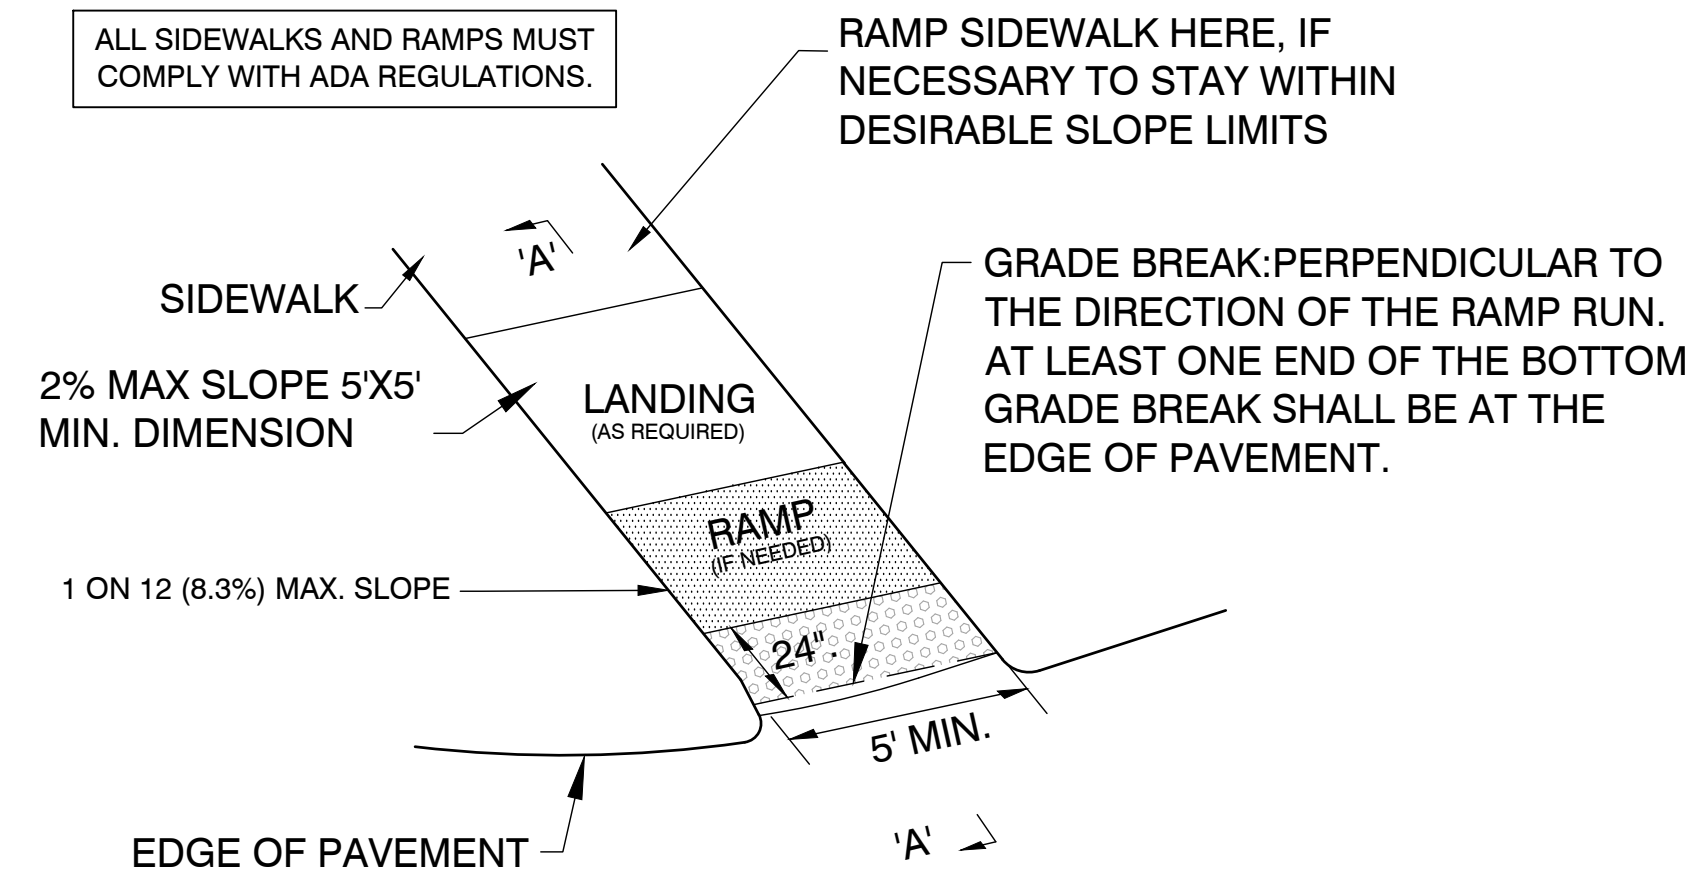 ALL SIDEWALKS AND RAMPS MUST
COMPLY WITH ADA REGULATIONS.
RAMP SIDEWALK HERE, IF
NECESSARY TO STAY WITHIN
DESIRABLE SLOPE LIMITS
'A'
SIDEWALK
GRADE BREAK:PERPENDICULAR TO
THE DIRECTION OF THE RAMP RUN.
AT LEAST ONE END OF THE BOTTOM
GRADE BREAK SHALL BE AT THE
EDGE OF PAVEMENT.
2% MAX SLOPE 5'X5'
MIN. DIMENSION
LANDING
(AS REQUIRED)
RAMP
(IF NEEDED)
1 ON 12 (8.3%) MAX. SLOPE
24".
5' MIN.
EDGE OF PAVEMENT
'A'